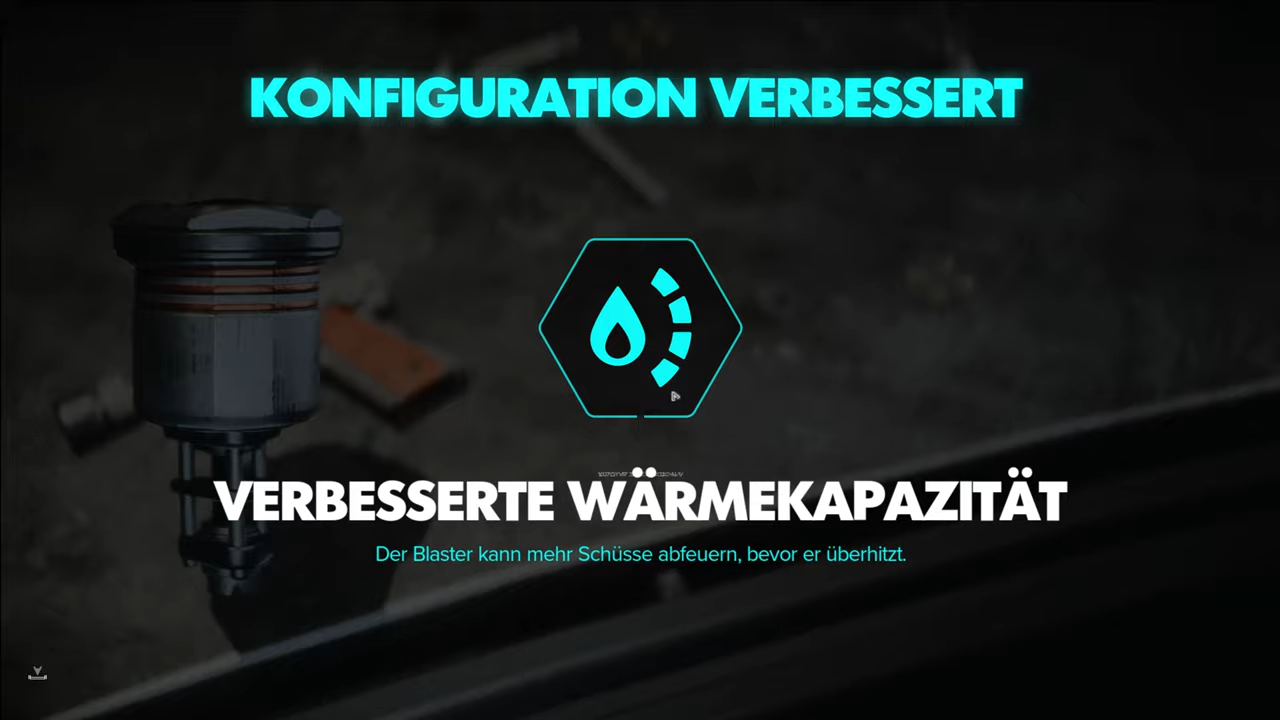 KONFIGURATION VERBESSERT
VERBESSERTE WÄRMEKAPAZITÄT
Der Blaster kann mehr Schüsse abfeuern, bevor er überhitzt.